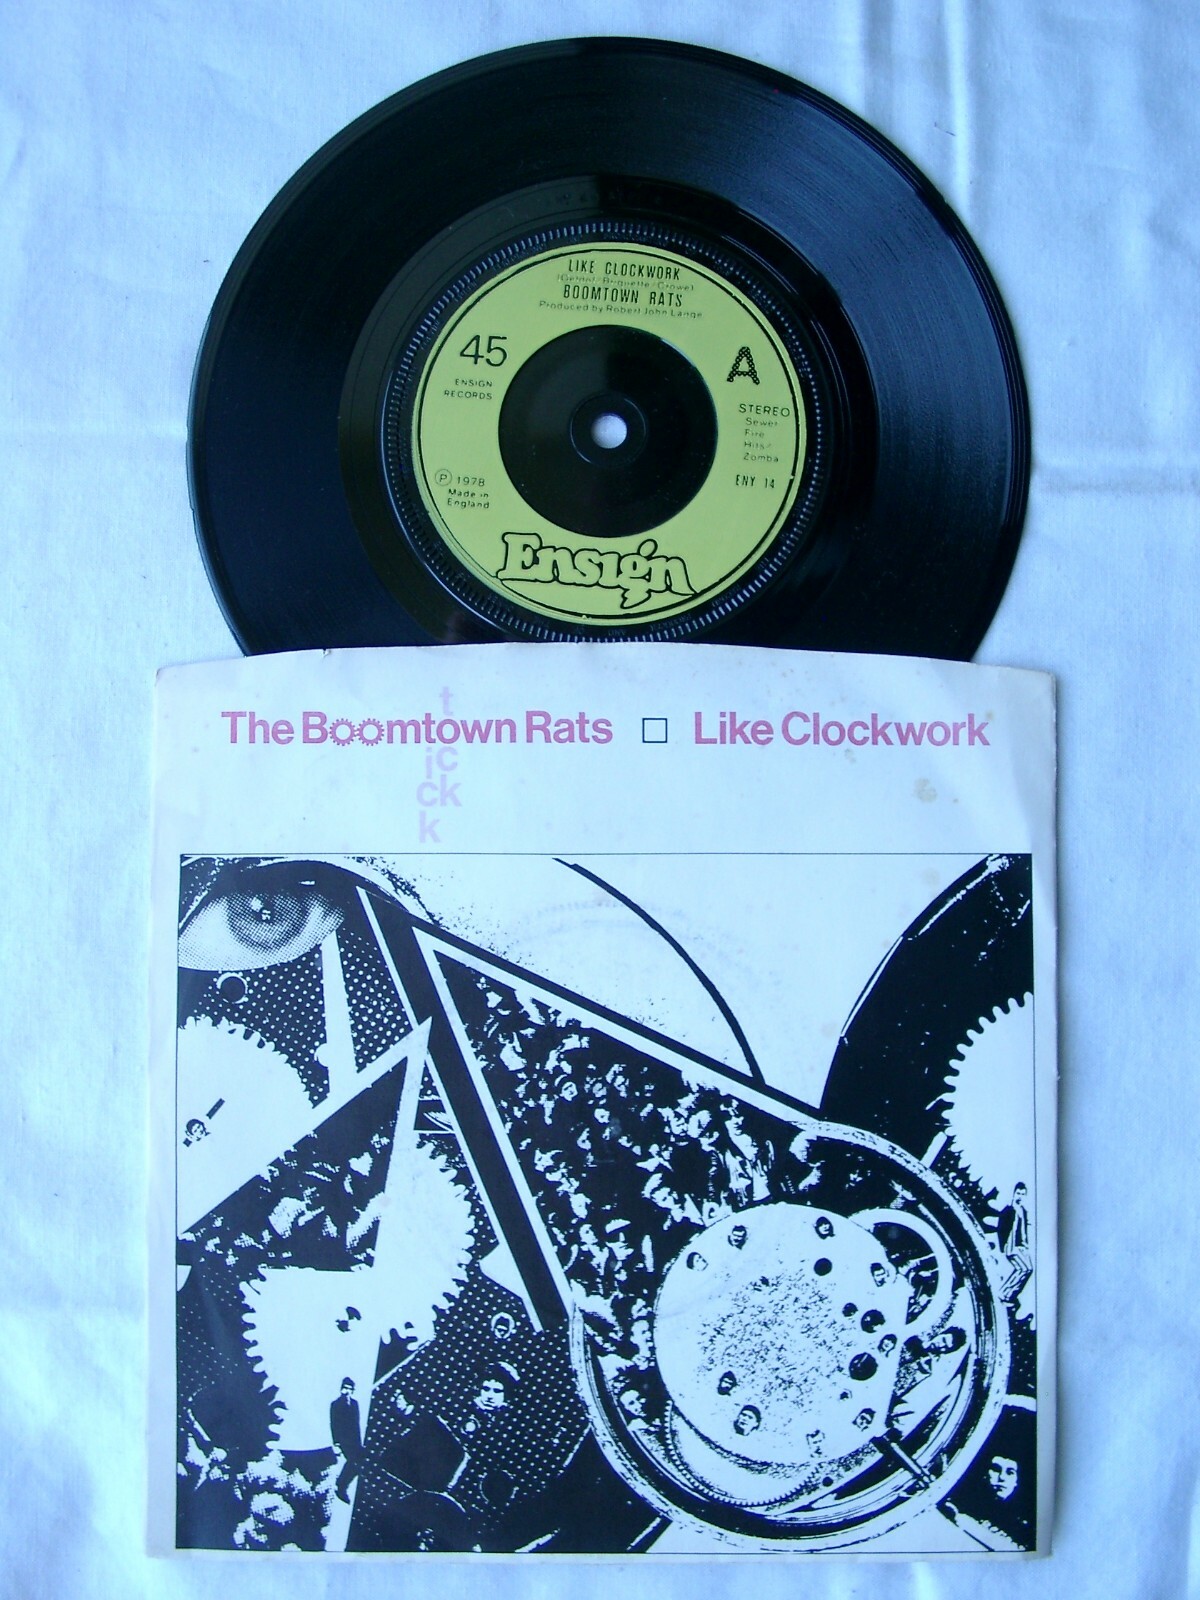 LIKE CLOCKWORK
(Geldof/Briquette/Crowe)
BOOMTOWN RATS
Produced by Robert John Lange
45
A
ENSIGN
RECORDS
STEREO
Sewer
Fire
Hits/
Zomba
℗ 1978
Made in
England
ENY 14
Ensign
The Boomtown Rats □ Like Clockwork
t
ic
ck
k